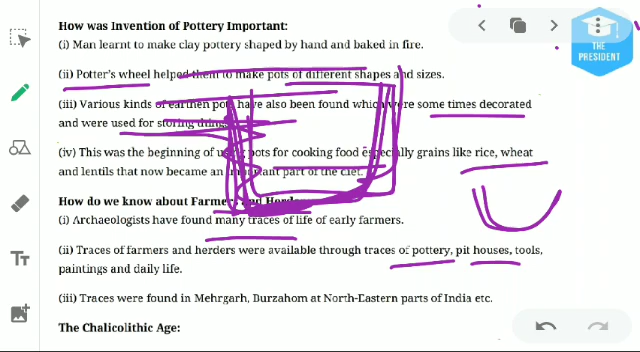 How was Invention of Pottery Important:
(i) Man learnt to make clay pottery shaped by hand and baked in fire.
(ii) Potter's wheel helped them to make pots of different shapes and sizes.
(iii) Various kinds of earthen pots have also been found which were some times decorated
and were used for storing things.
(iv) This was the beginning of using pots for cooking food especially grains like rice, wheat
and lentils that now became an important part of the diet.
How do we know about Farmers and Herders:
(i) Archaeologists have found many traces of life of early farmers.
(ii) Traces of farmers and herders were available through traces of pottery, pit houses, tools,
paintings and daily life.
(iii) Traces were found in Mehrgarh, Burzahom at North-Eastern parts of India etc.
The Chalicolithic Age:
THE
PRESIDENT
TT